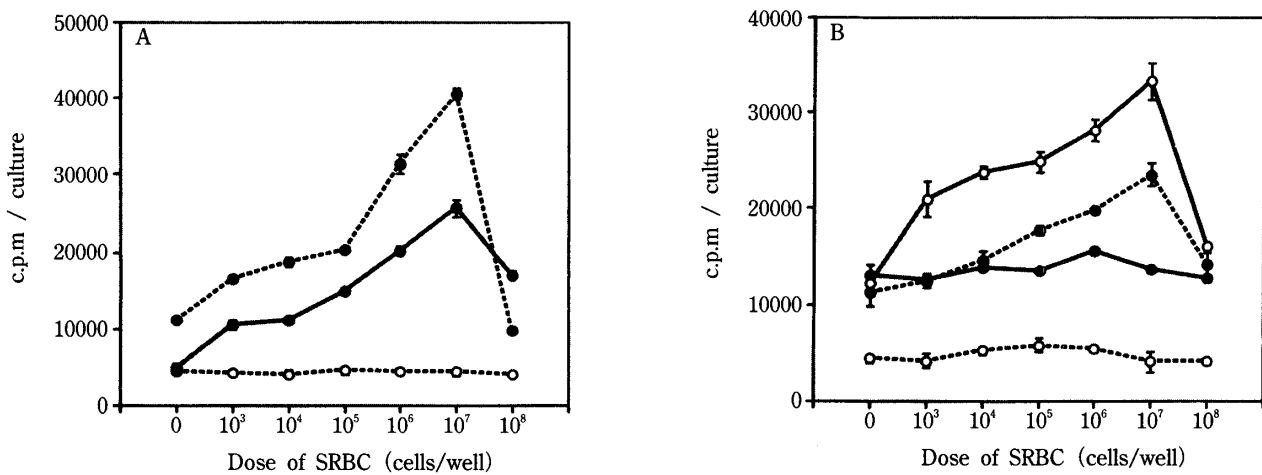 A
50000
40000
30000
20000
10000
0
c.p.m / culture
0 10³ 10⁴ 10⁵ 10⁶ 10⁷ 10⁸
Dose of SRBC (cells/well)
B
40000
30000
20000
10000
0
c.p.m / culture
0 10³ 10⁴ 10⁵ 10⁶ 10⁷ 10⁸
Dose of SRBC (cells/well)